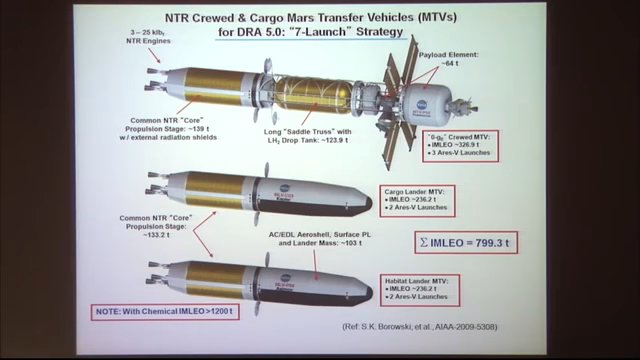 NTR Crewed & Cargo Mars Transfer Vehicles (MTVs)
for DRA 5.0: "7-Launch" Strategy
3 – 25 klbf
NTR Engines
Payload Element:
~64 t
Common NTR "Core"
Propulsion Stage: ~139 t
w/ external radiation shields
Long "Saddle Truss" with
LH2 Drop Tank: ~123.9 t
"0-gE" Crewed MTV:
• IMLEO ~326.9 t
• 3 Ares-V Launches
Cargo Lander MTV:
• IMLEO ~236.2 t
• 2 Ares-V Launches
Common NTR "Core"
Propulsion Stage:
~133.2 t
AC/EDL Aeroshell, Surface PL
and Lander Mass: ~103 t
∑ IMLEO = 799.3 t
Habitat Lander MTV:
• IMLEO ~236.2 t
• 2 Ares-V Launches
NOTE: With Chemical IMLEO >1200 t
(Ref: S.K. Borowski, et al., AIAA-2009-5308)